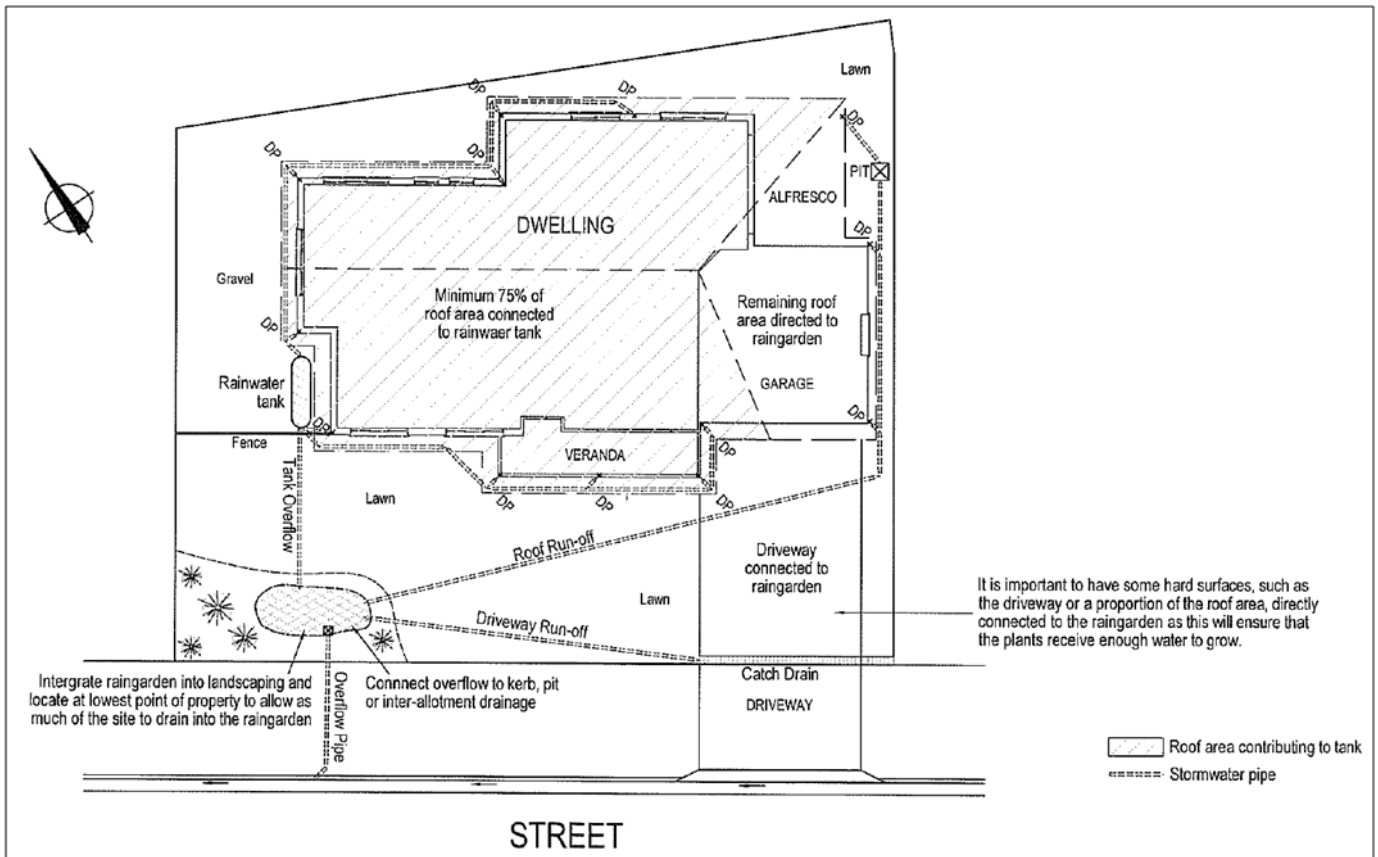 Lawn
DP
DP
DP
DP
DP
PIT
ALFRESCO
DWELLING
DP
Gravel
Minimum 75% of
roof area connected
to rainwaer tank
Remaining roof
area directed to
raingarden
DP
Rainwater
tank
GARAGE
DP
DP
Fence
VERANDA
DP
Tank Overflow
Lawn
DP
DP
DP
Roof Run-off
Driveway
connected to
raingarden
It is important to have some hard surfaces, such as
the driveway or a proportion of the roof area, directly
connected to the raingarden as this will ensure that
the plants receive enough water to grow.
Lawn
Driveway Run-off
Intergrate raingarden into landscaping and
locate at lowest point of property to allow as
much of the site to drain into the raingarden
Connnect overflow to kerb, pit
or inter-allotment drainage
Overflow Pipe
Catch Drain
DRIVEWAY
Roof area contributing to tank
Stormwater pipe
STREET